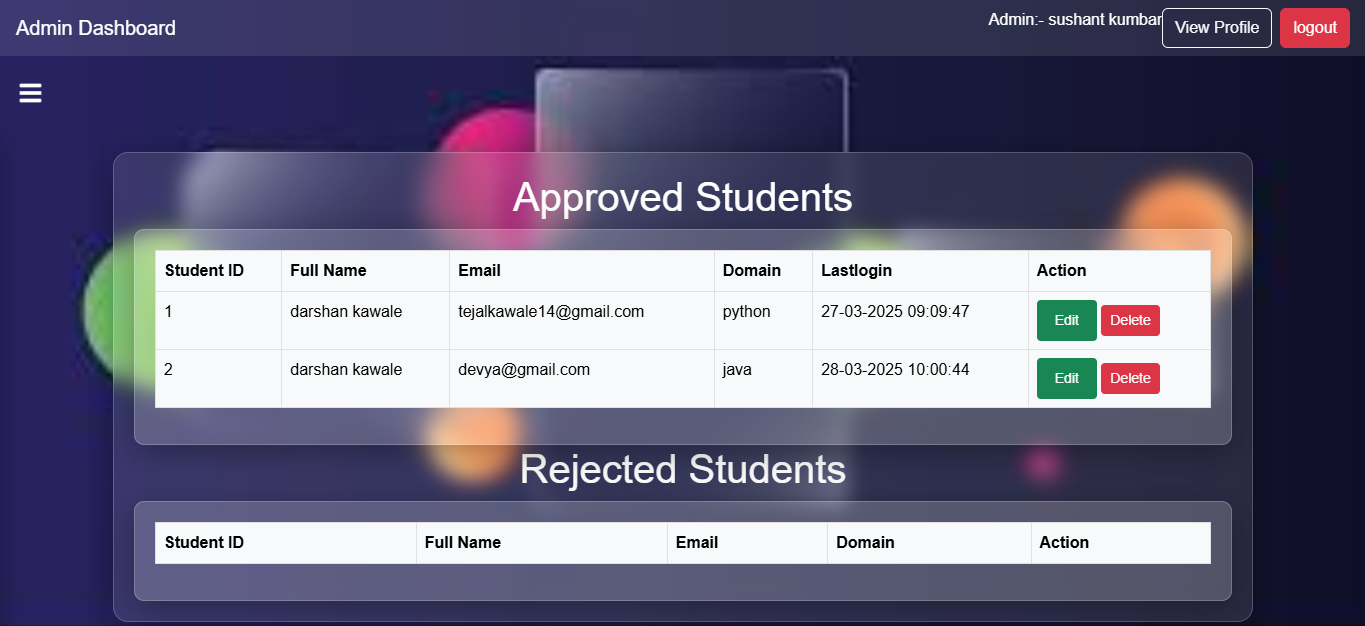 Admin Dashboard
Admin:- sushant kumbar View Profile logout
Approved Students
Student ID Full Name Email Domain Lastlogin Action
1 darshan kawale tejalkawale14@gmail.com python 27-03-2025 09:09:47 Edit Delete
2 darshan kawale devya@gmail.com java 28-03-2025 10:00:44 Edit Delete
Rejected Students
Student ID Full Name Email Domain Action